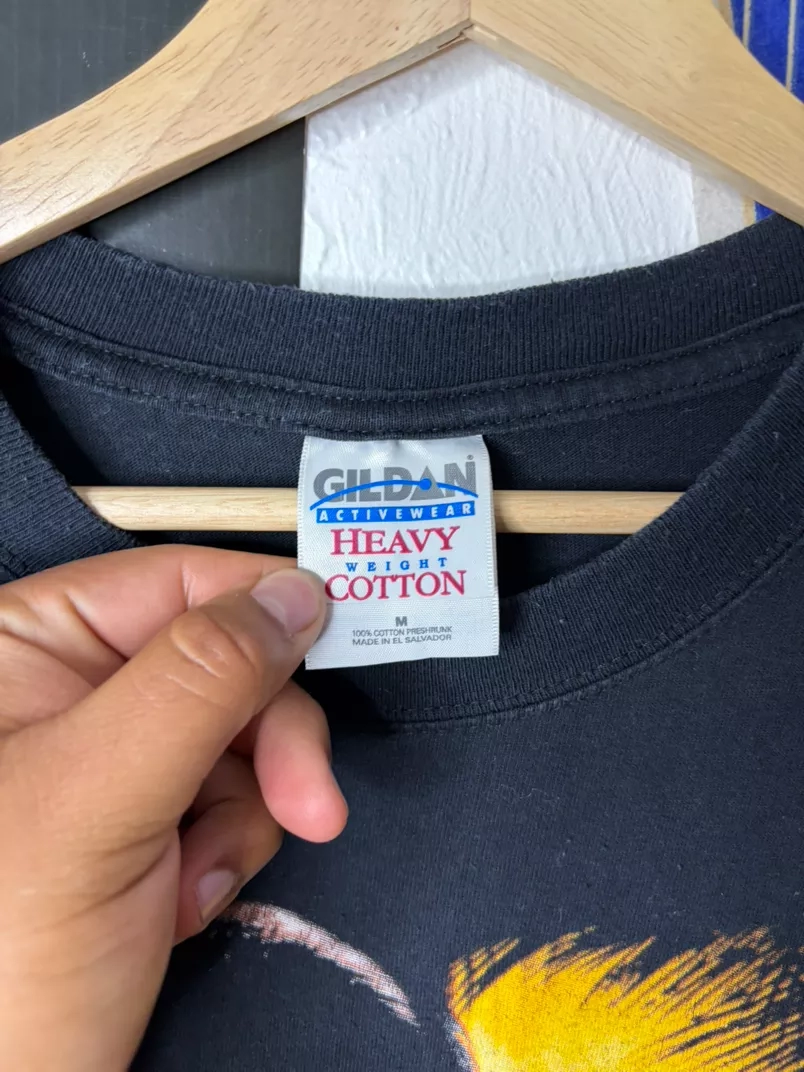 GILDAN®
ACTIVEWEAR
HEAVY
WEIGHT
COTTON
M
100% COTTON PRESHRUNK
MADE IN EL SALVADOR